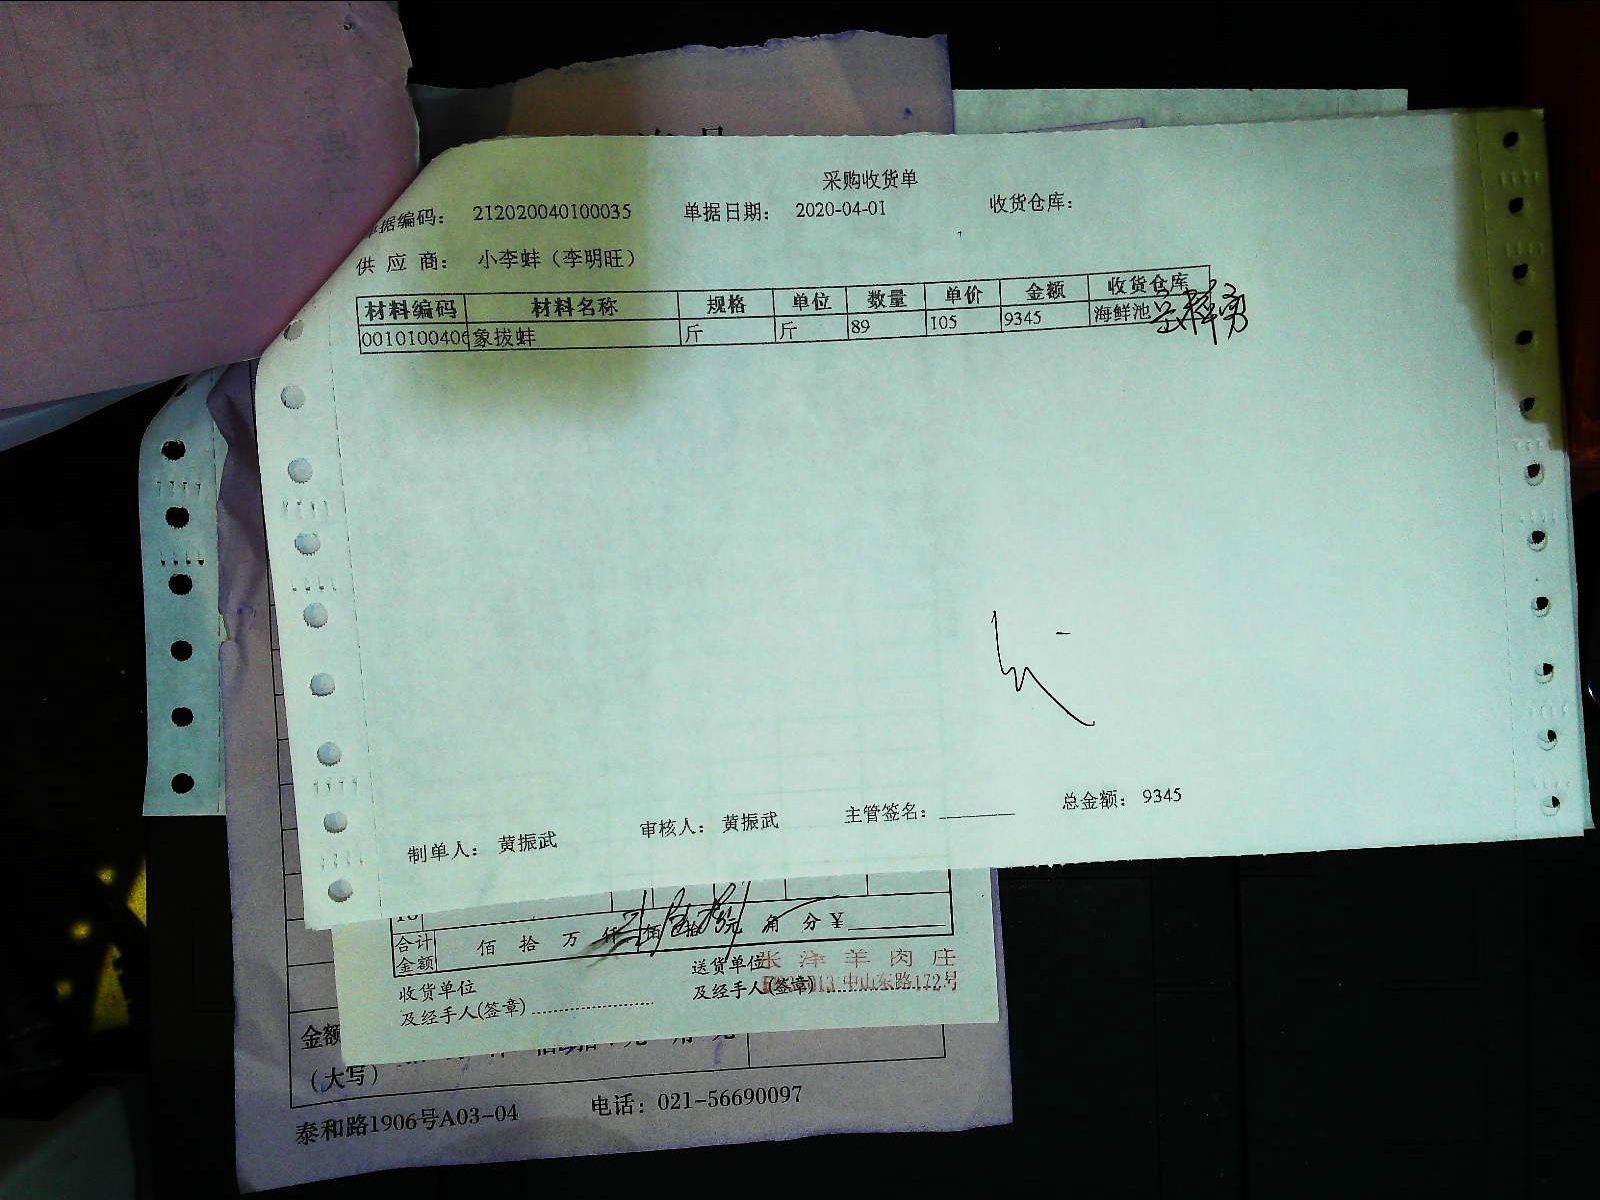 采购收货单
据编码： 212020040100035 单据日期： 2020-04-01 收货仓库：
供 应 商： 小李蚌（李明旺）
材料编码 材料名称 规格 单位 数量 单价 金额 收货仓库
0010100406 象拔蚌 斤 斤 89 105 9345 海鲜池
制单人： 黄振武 审核人： 黄振武 主管签名： 总金额： 9345
合计金额 佰 拾 万 仟 佰 拾 元 角 分 ¥
收货单位及经手人(签章)
送货单位及经手人(签章)
张泽羊肉庄
中山东路172号
金额（大写）
泰和路1906号A03-04 电话：021-56690097